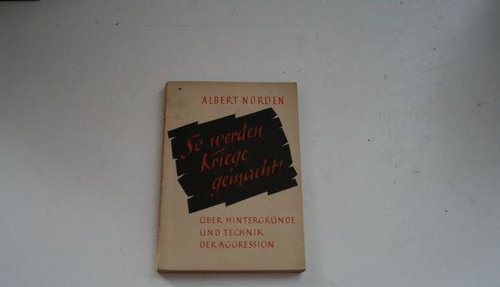 ALBERT NORDEN
So werden
Kriege
gemacht!
ÜBER HINTERGRÜNDE
UND TECHNIK
DER AGGRESSION